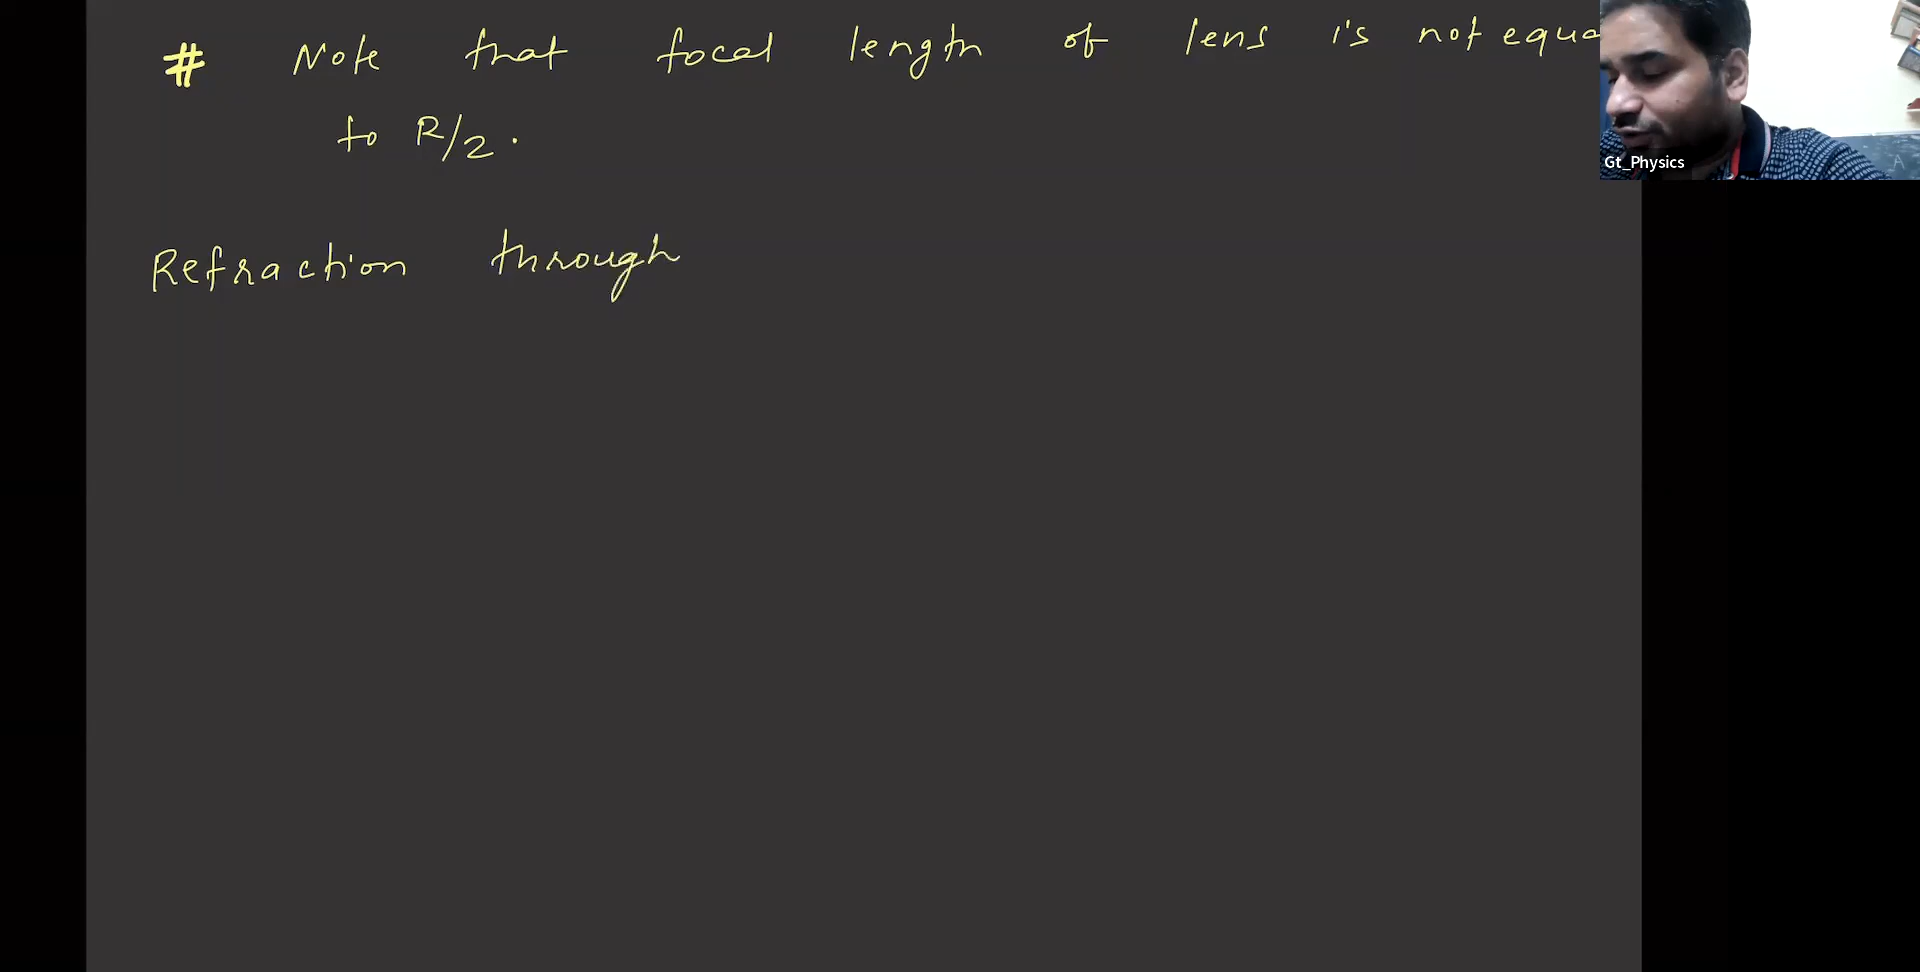 # Note that focal length of lens is not equa
to R/2.
Gt_Physics
Refraction through